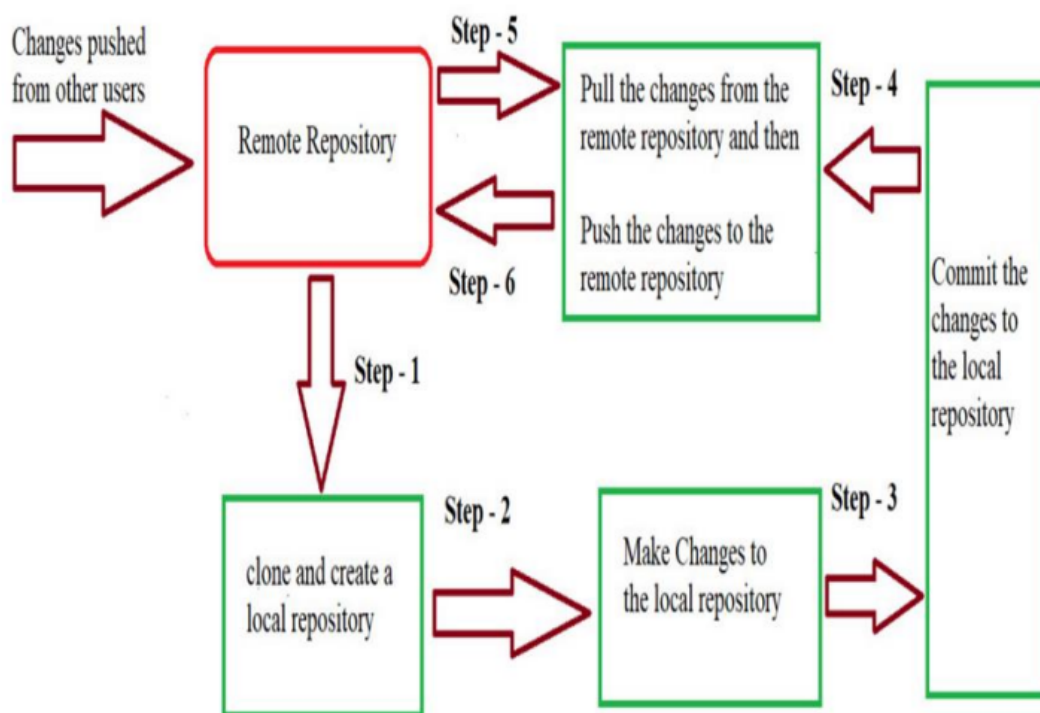 Changes pushed
from other users
Remote Repository
Step - 5
Pull the changes from the
remote repository and then
Push the changes to the
remote repository
Step - 4
Step - 6
Commit the
changes to
the local
repository
Step - 1
clone and create a
local repository
Step - 2
Make Changes to
the local repository
Step - 3